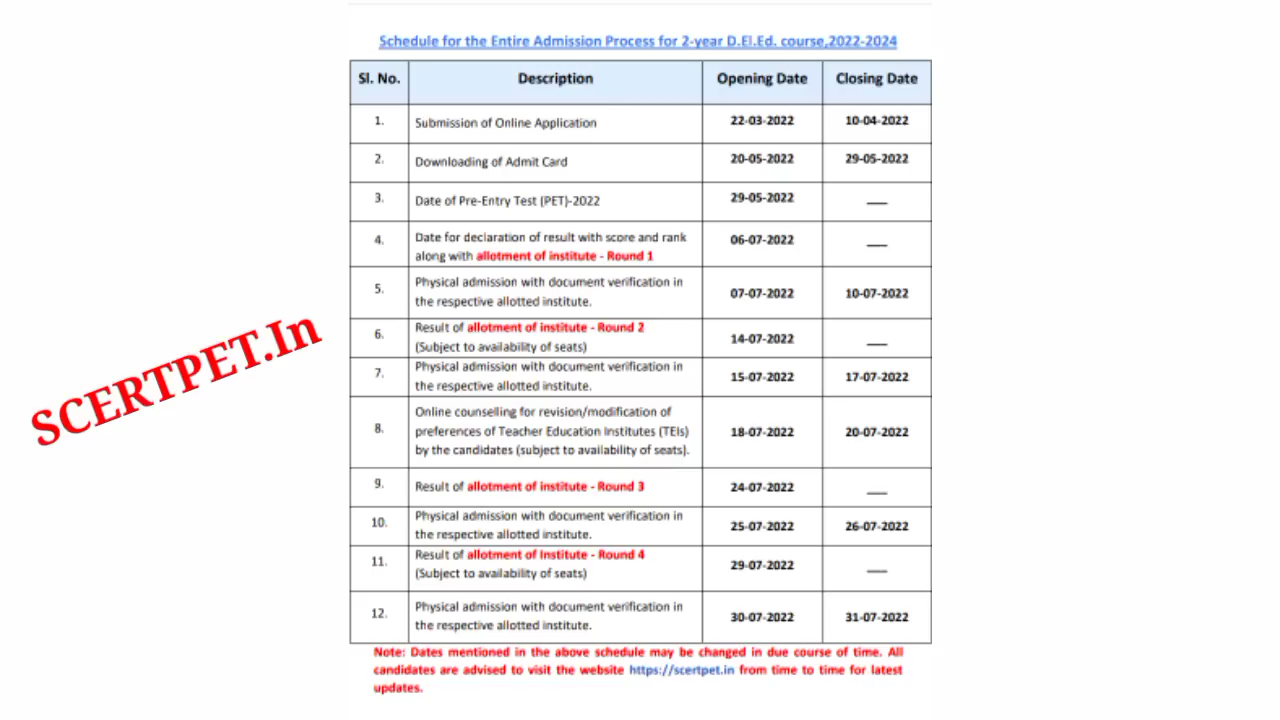 Schedule for the Entire Admission Process for 2-year D.El.Ed. course,2022-2024
Sl. No. Description Opening Date Closing Date
1. Submission of Online Application 22-03-2022 10-04-2022
2. Downloading of Admit Card 20-05-2022 29-05-2022
3. Date of Pre-Entry Test (PET)-2022 29-05-2022 ___
4. Date for declaration of result with score and rank
along with allotment of institute - Round 1 06-07-2022 ___
5. Physical admission with document verification in
the respective allotted institute. 07-07-2022 10-07-2022
6. Result of allotment of institute - Round 2
(Subject to availability of seats) 14-07-2022 ___
7. Physical admission with document verification in
the respective allotted institute. 15-07-2022 17-07-2022
8. Online counselling for revision/modification of
preferences of Teacher Education Institutes (TEIs)
by the candidates (subject to availability of seats). 18-07-2022 20-07-2022
9. Result of allotment of institute - Round 3 24-07-2022 ___
10. Physical admission with document verification in
the respective allotted institute. 25-07-2022 26-07-2022
11. Result of allotment of Institute - Round 4
(Subject to availability of seats) 29-07-2022 ___
12. Physical admission with document verification in
the respective allotted institute. 30-07-2022 31-07-2022
Note: Dates mentioned in the above schedule may be changed in due course of time. All
candidates are advised to visit the website https://scertpet.in from time to time for latest
updates.
SCERTPET.In